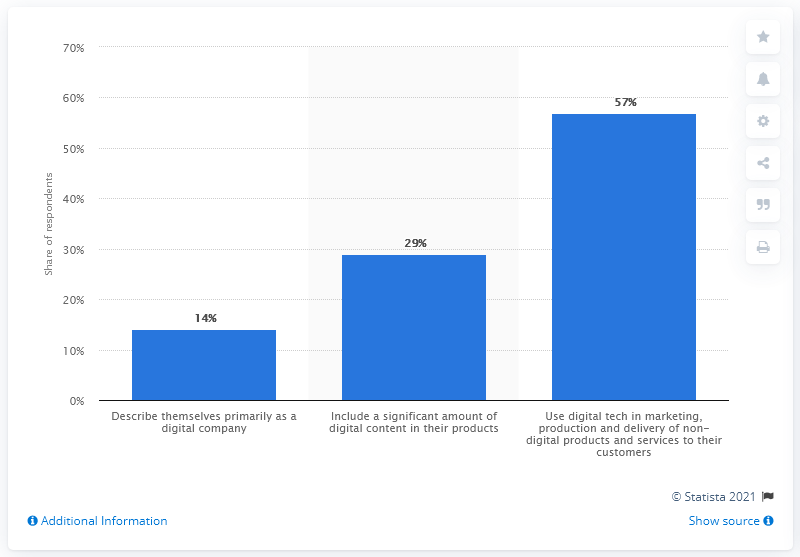 70%
60%
50%
40%
30%
20%
10%
0%
Share of respondents
14%
29%
57%
Describe themselves primarily as a
digital company
Include a significant amount of
digital content in their products
Use digital tech in marketing,
production and delivery of non-
digital products and services to their
customers
© Statista 2021
Additional Information
Show source